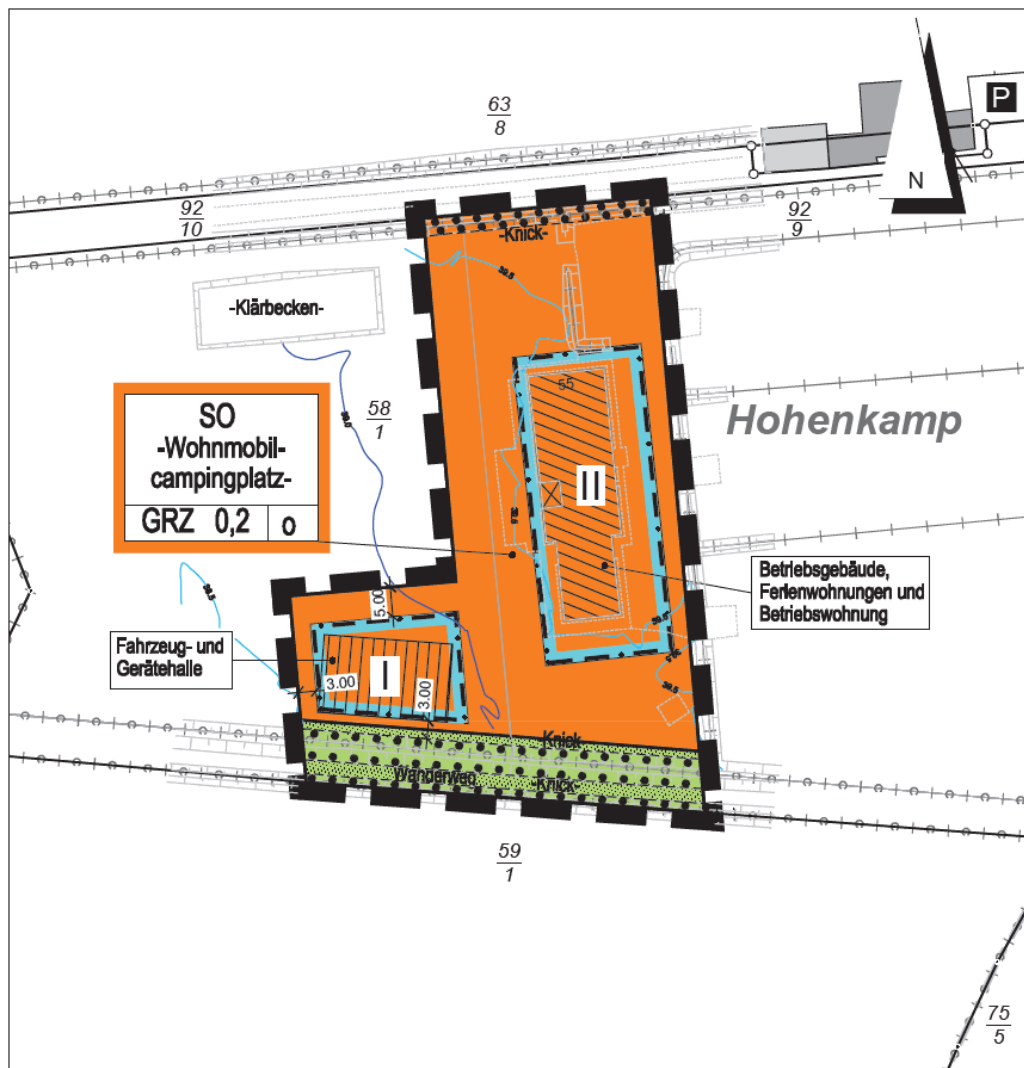 63
8
P
N
92
10
92
9
-Knick-
39.5
-Klärbecken-
55
58
1
Hohenkamp
SO
-Wohnmobil-
campingplatz-
GRZ 0,2 o
II
Betriebsgebäude,
Ferienwohnungen und
Betriebswohnung
5.00
Fahrzeug- und
Gerätehalle
I
3.00
3.00
Knick
Wanderweg
-Knick-
59
1
75
5